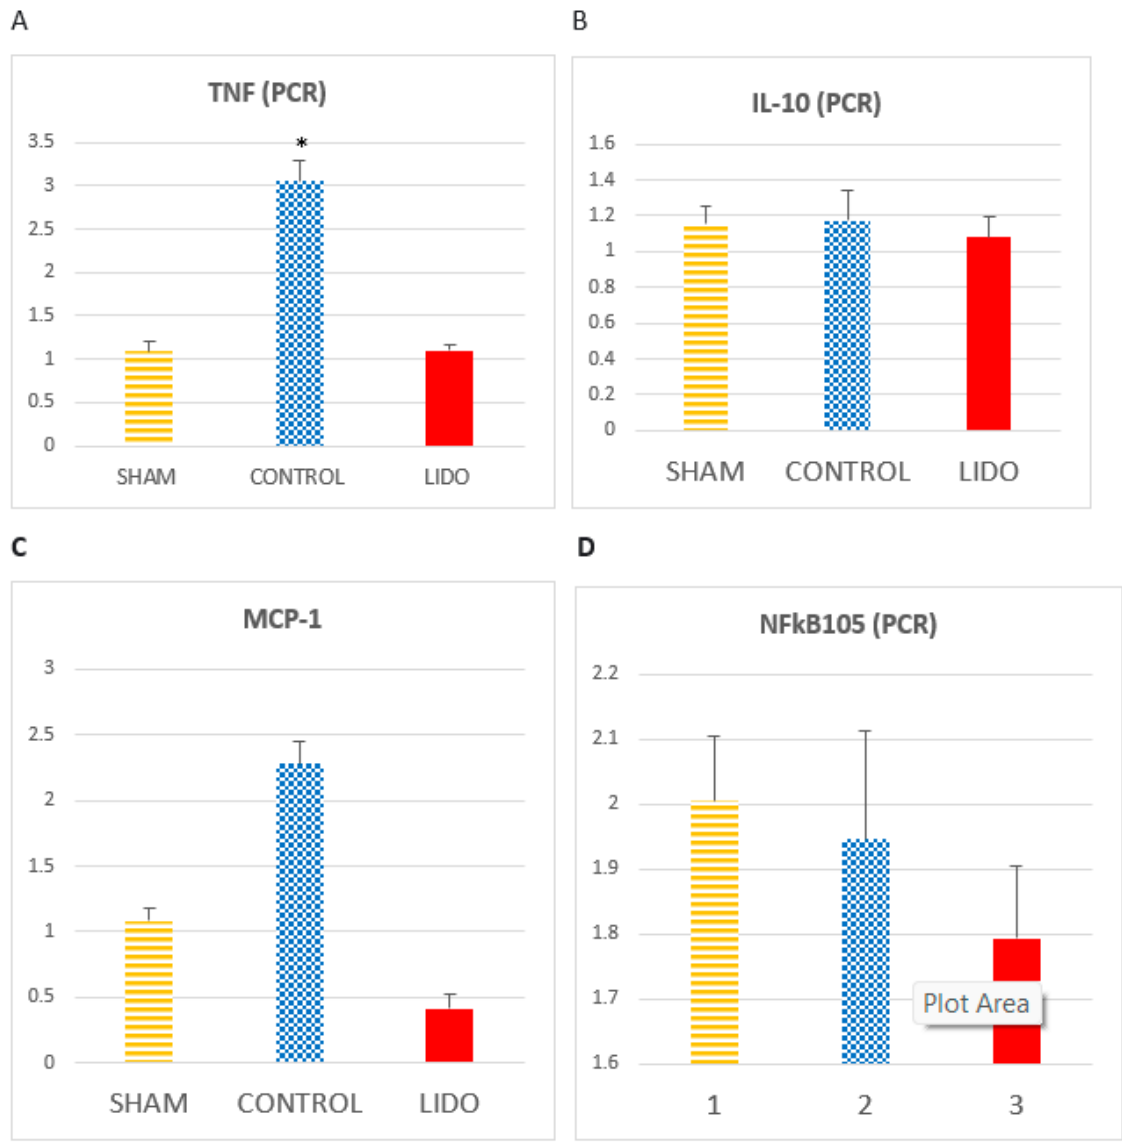 A
TNF (PCR)
3.5
3
2.5
2
1.5
1
0.5
0
*
SHAM CONTROL LIDO
B
IL-10 (PCR)
1.6
1.4
1.2
1
0.8
0.6
0.4
0.2
0
SHAM CONTROL LIDO
C
MCP-1
3
2.5
2
1.5
1
0.5
0
SHAM CONTROL LIDO
D
NFkB105 (PCR)
2.2
2.1
2
1.9
1.8
1.7
1.6
Plot Area
1 2 3